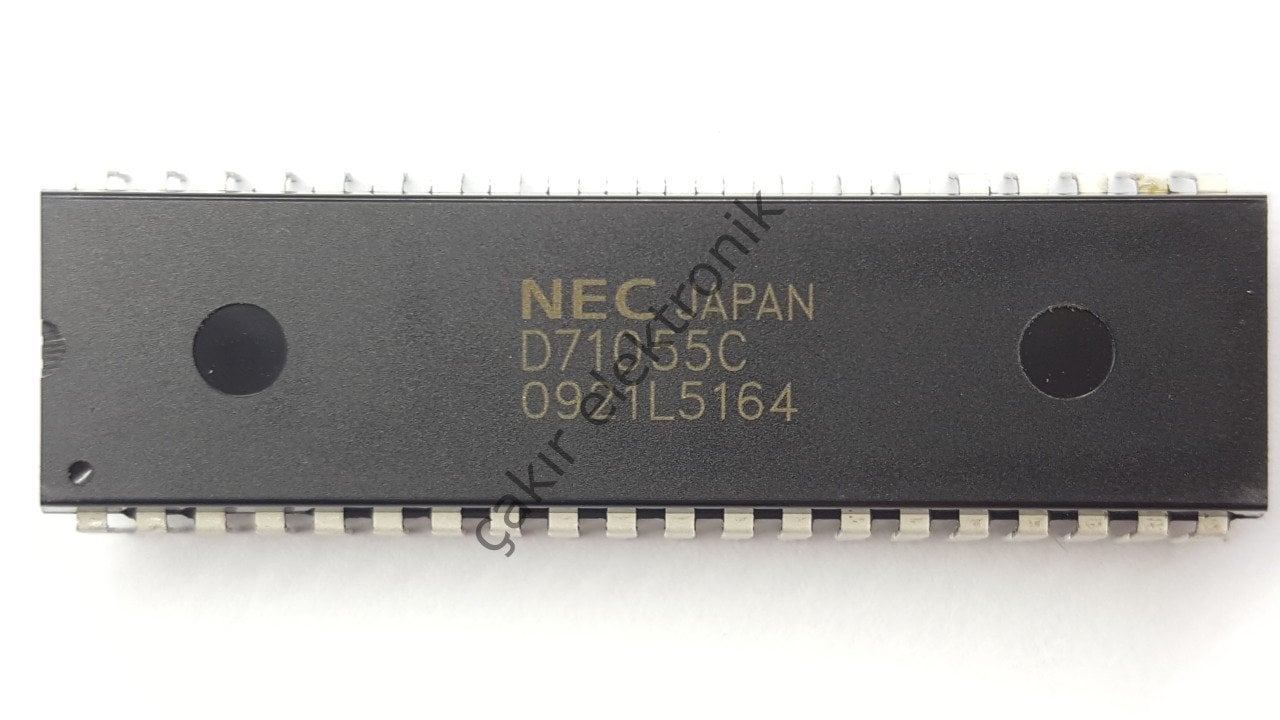 NEC JAPAN
D71055C
0921L5164
çakır elektronik